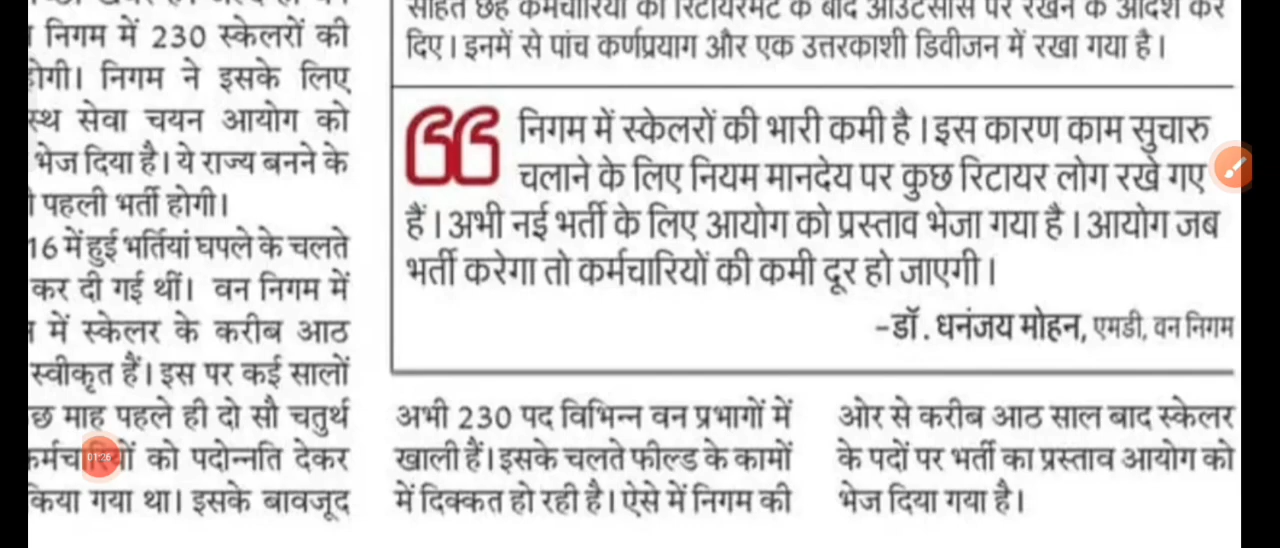 निगम में 230 स्केलरों की
होगी। निगम ने इसके लिए
सेवा चयन आयोग को
भेज दिया है। ये राज्य बनने के
पहली भर्ती होगी।
16 में हुई भर्तियां घपले के चलते
कर दी गई थीं। वन निगम में
में स्केलर के करीब आठ
स्वीकृत हैं। इस पर कई सालों
छह माह पहले ही दो सौ चतुर्थ
को पदोन्नति देकर
किया गया था। इसके बावजूद
सहित छह कर्मचारियों को रिटायरमेंट के बाद आउटसोर्स पर रखने के आदेश कर
दिए। इनमें से पांच कर्णप्रयाग और एक उत्तरकाशी डिवीजन में रखा गया है।
निगम में स्केलरों की भारी कमी है। इस कारण काम सुचारु
चलाने के लिए नियम मानदेय पर कुछ रिटायर लोग रखे गए
हैं। अभी नई भर्ती के लिए आयोग को प्रस्ताव भेजा गया है। आयोग जब
भर्ती करेगा तो कर्मचारियों की कमी दूर हो जाएगी।
-डॉ. धनंजय मोहन, एमडी, वन निगम
अभी 230 पद विभिन्न वन प्रभागों में
खाली हैं। इसके चलते फील्ड के कामों
में दिक्कत हो रही है। ऐसे में निगम की
ओर से करीब आठ साल बाद स्केलर
के पदों पर भर्ती का प्रस्ताव आयोग को
भेज दिया गया है।
01:26